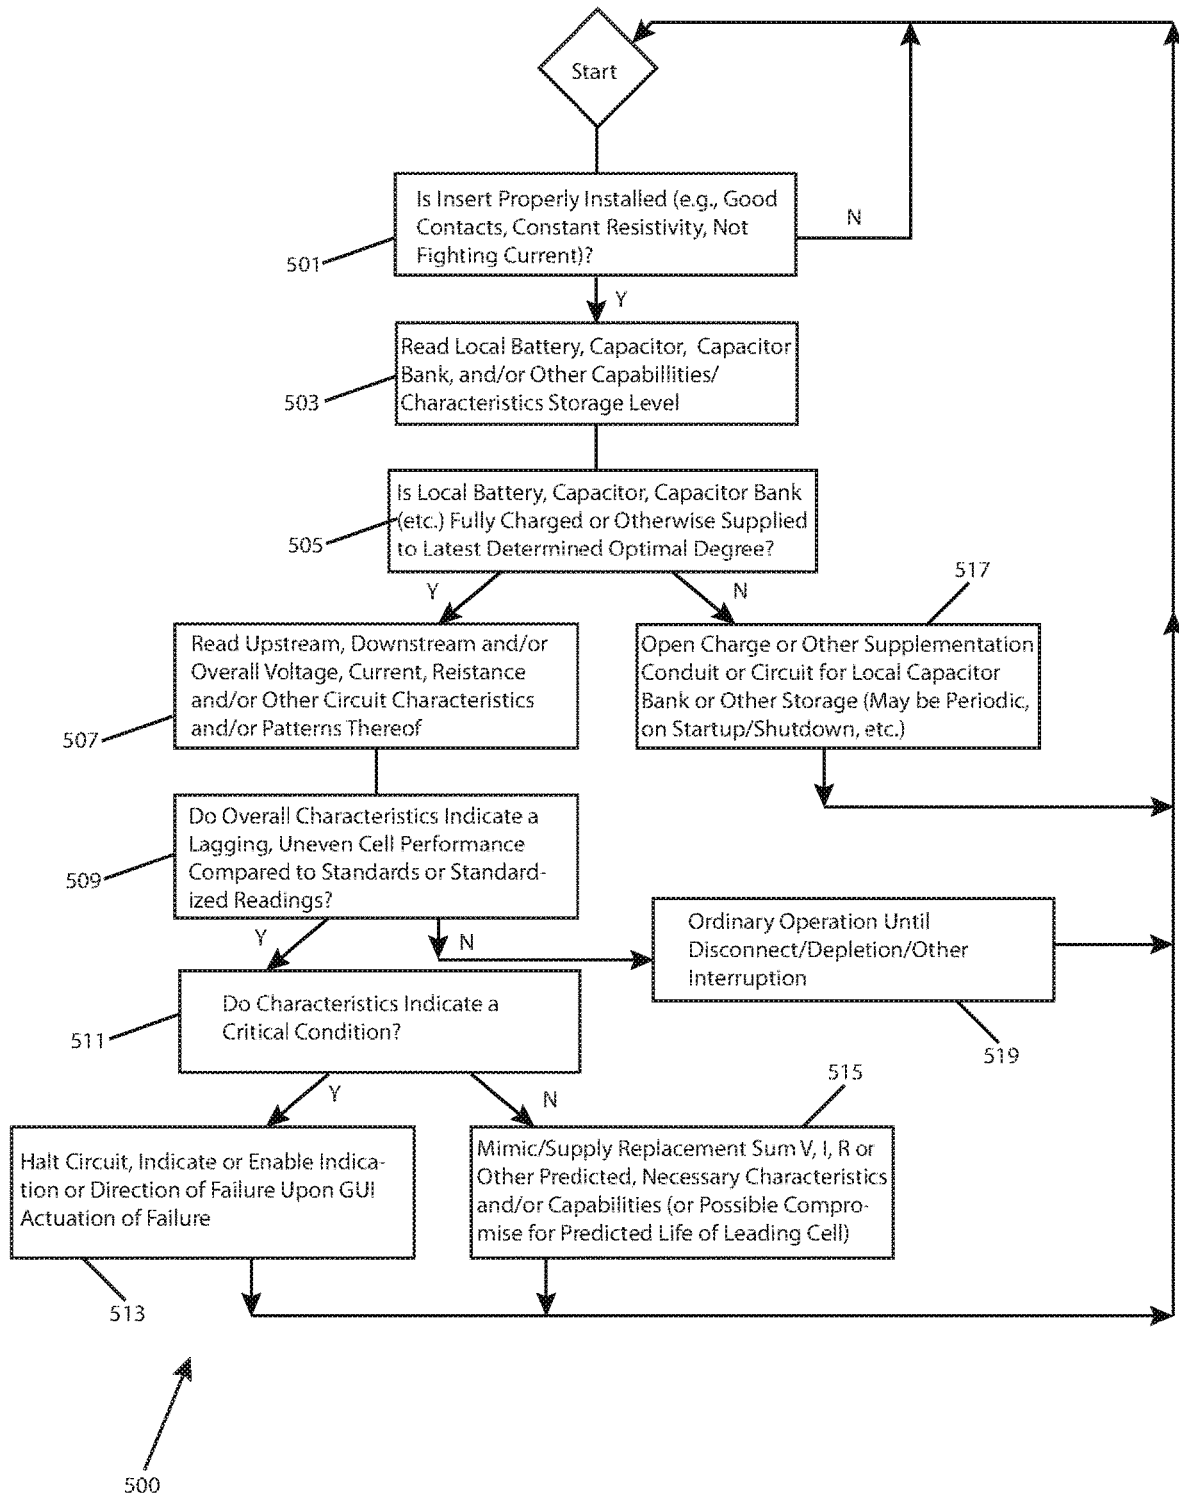 Start
Is Insert Properly Installed (e.g., Good
Contacts, Constant Resistivity, Not
Fighting Current)?
N
501
Y
Read Local Battery, Capacitor, Capacitor
Bank, and/or Other Capabillities/
Characteristics Storage Level
503
Is Local Battery, Capacitor, Capacitor Bank
(etc.) Fully Charged or Otherwise Supplied
to Latest Determined Optimal Degree?
505
517
Y
N
Read Upstream, Downstream and/or
Overall Voltage, Current, Reistance
and/or Other Circuit Characteristics
and/or Patterns Thereof
507
Open Charge or Other Supplementation
Conduit or Circuit for Local Capacitor
Bank or Other Storage (May be Periodic,
on Startup/Shutdown, etc.)
Do Overall Characteristics Indicate a
Lagging, Uneven Cell Performance
Compared to Standards or Standard-
ized Readings?
509
Y
N
Ordinary Operation Until
Disconnect/Depletion/Other
Interruption
519
Do Characteristics Indicate a
Critical Condition?
511
Y
N
515
Halt Circuit, Indicate or Enable Indica-
tion or Direction of Failure Upon GUI
Actuation of Failure
513
Mimic/Supply Replacement Sum V, I, R or
Other Predicted, Necessary Characteristics
and/or Capabilities (or Possible Compro-
mise for Predicted Life of Leading Cell)
500